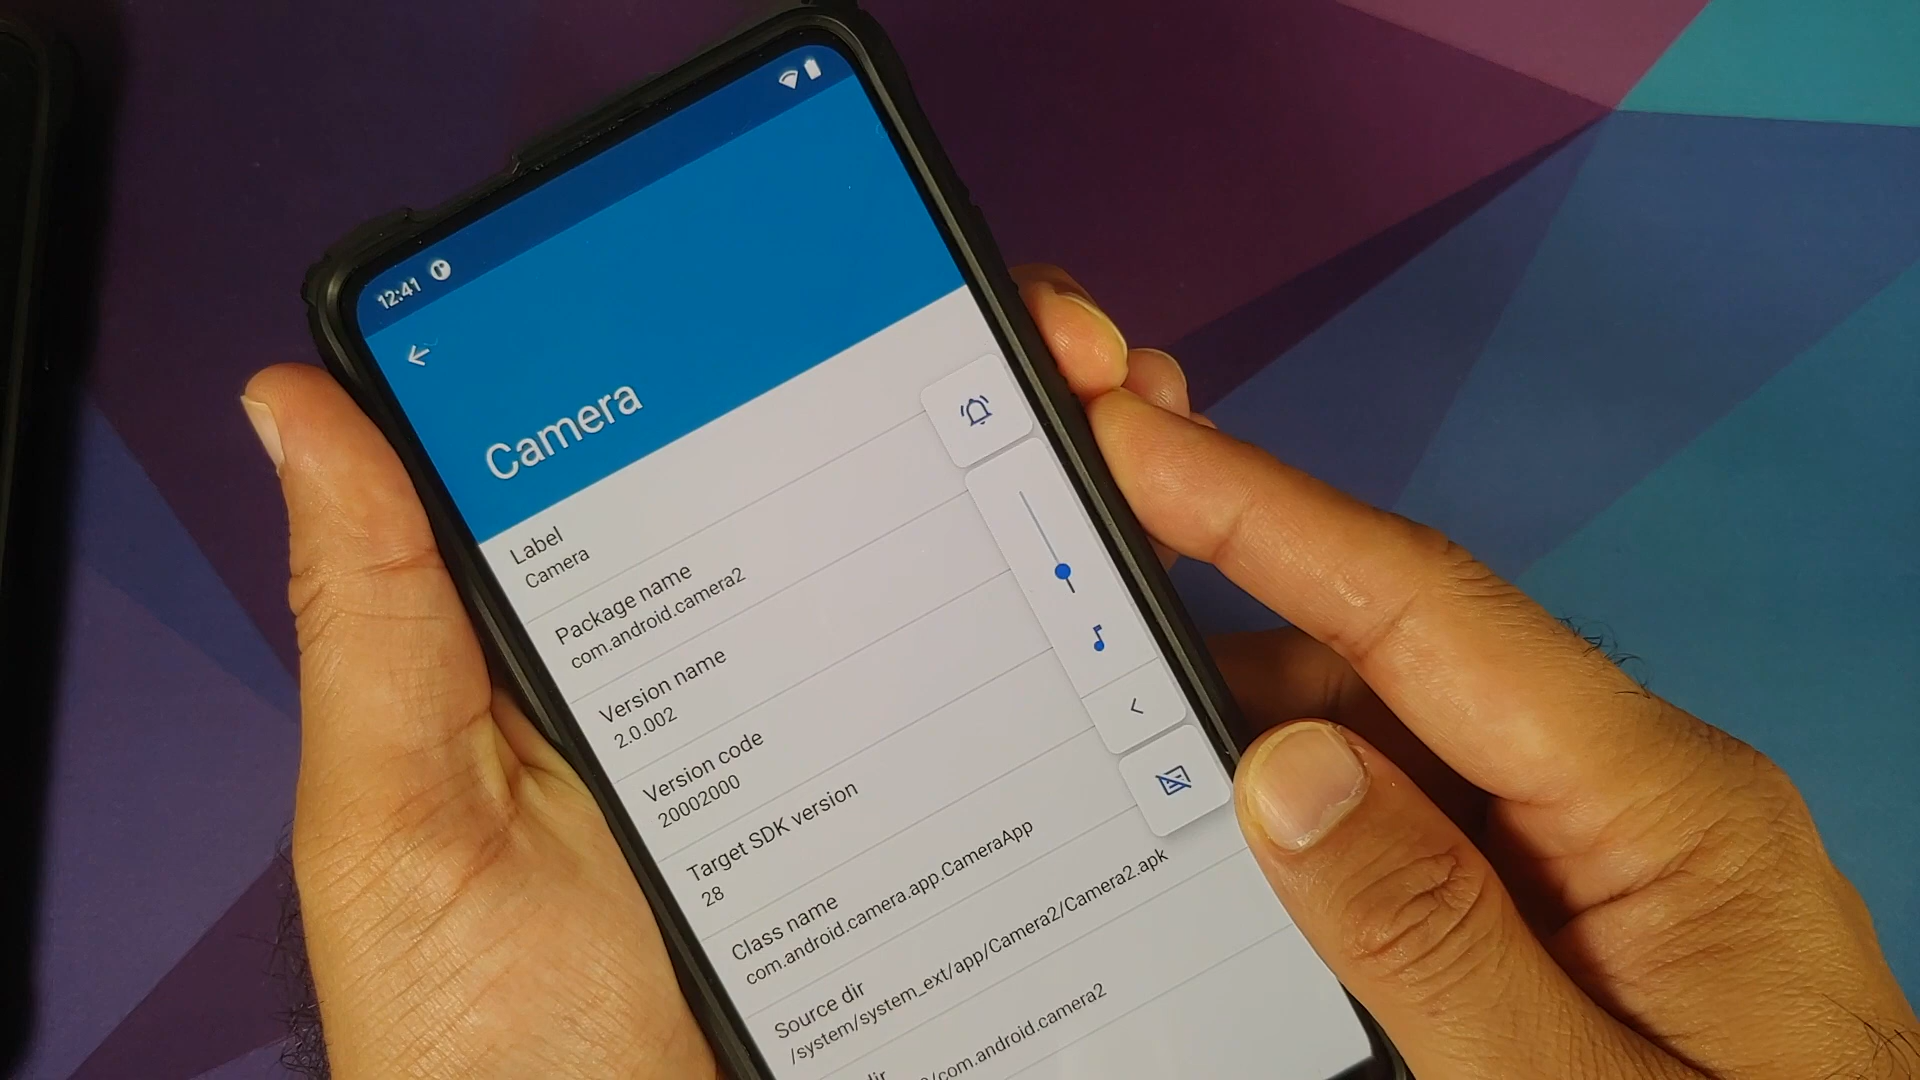 12:41
Camera
Label
Camera
Package name
com.android.camera2
Version name
2.0.002
Version code
20002000
Target SDK version
28
Class name
com.android.camera.app.CameraApp
Source dir
/system/system_ext/app/Camera2/Camera2.apk
dir
/com.android.camera2